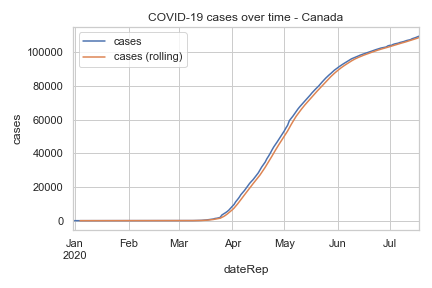 COVID-19 cases over time - Canada
cases
cases (rolling)
100000
80000
60000
40000
20000
0
cases
Jan Feb Mar Apr May Jun Jul
2020
dateRep